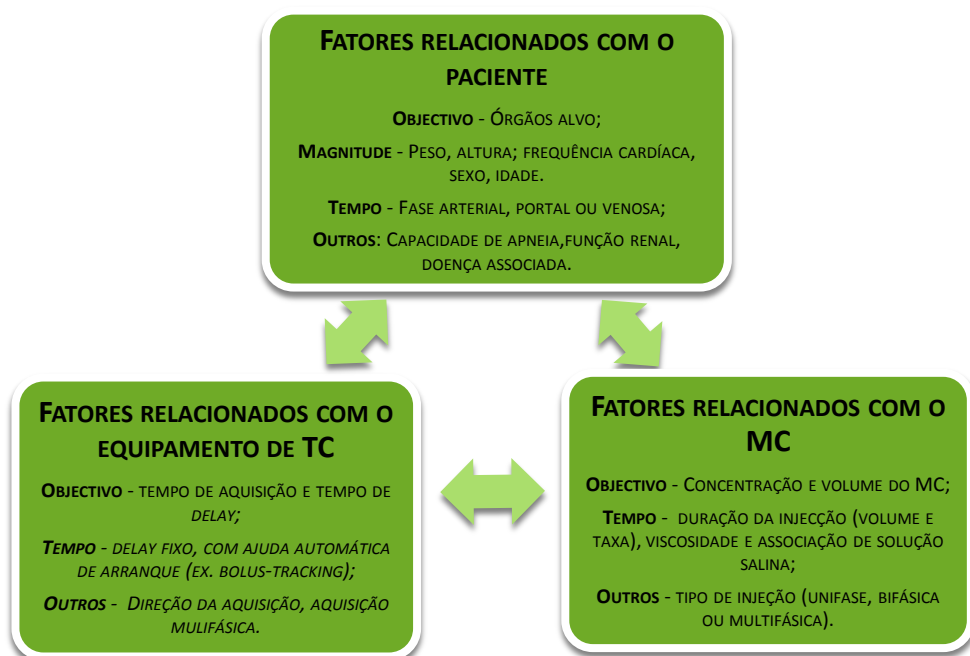 FATORES RELACIONADOS COM O
PACIENTE
OBJECTIVO - ÓRGÃOS ALVO;
MAGNITUDE - PESO, ALTURA; FREQUÊNCIA CARDÍACA,
SEXO, IDADE.
TEMPO - FASE ARTERIAL, PORTAL OU VENOSA;
OUTROS: CAPACIDADE DE APNEIA,FUNÇÃO RENAL,
DOENÇA ASSOCIADA.
FATORES RELACIONADOS COM O
EQUIPAMENTO DE TC
OBJECTIVO - TEMPO DE AQUISIÇÃO E TEMPO DE
DELAY;
TEMPO - DELAY FIXO, COM AJUDA AUTOMÁTICA
DE ARRANQUE (EX. BOLUS-TRACKING);
OUTROS - DIREÇÃO DA AQUISIÇÃO, AQUISIÇÃO
MULIFÁSICA.
FATORES RELACIONADOS COM O
MC
OBJECTIVO - CONCENTRAÇÃO E VOLUME DO MC;
TEMPO - DURAÇÃO DA INJECÇÃO (VOLUME E
TAXA), VISCOSIDADE E ASSOCIAÇÃO DE SOLUÇÃO
SALINA;
OUTROS - TIPO DE INJEÇÃO (UNIFASE, BIFÁSICA
OU MULTIFÁSICA).